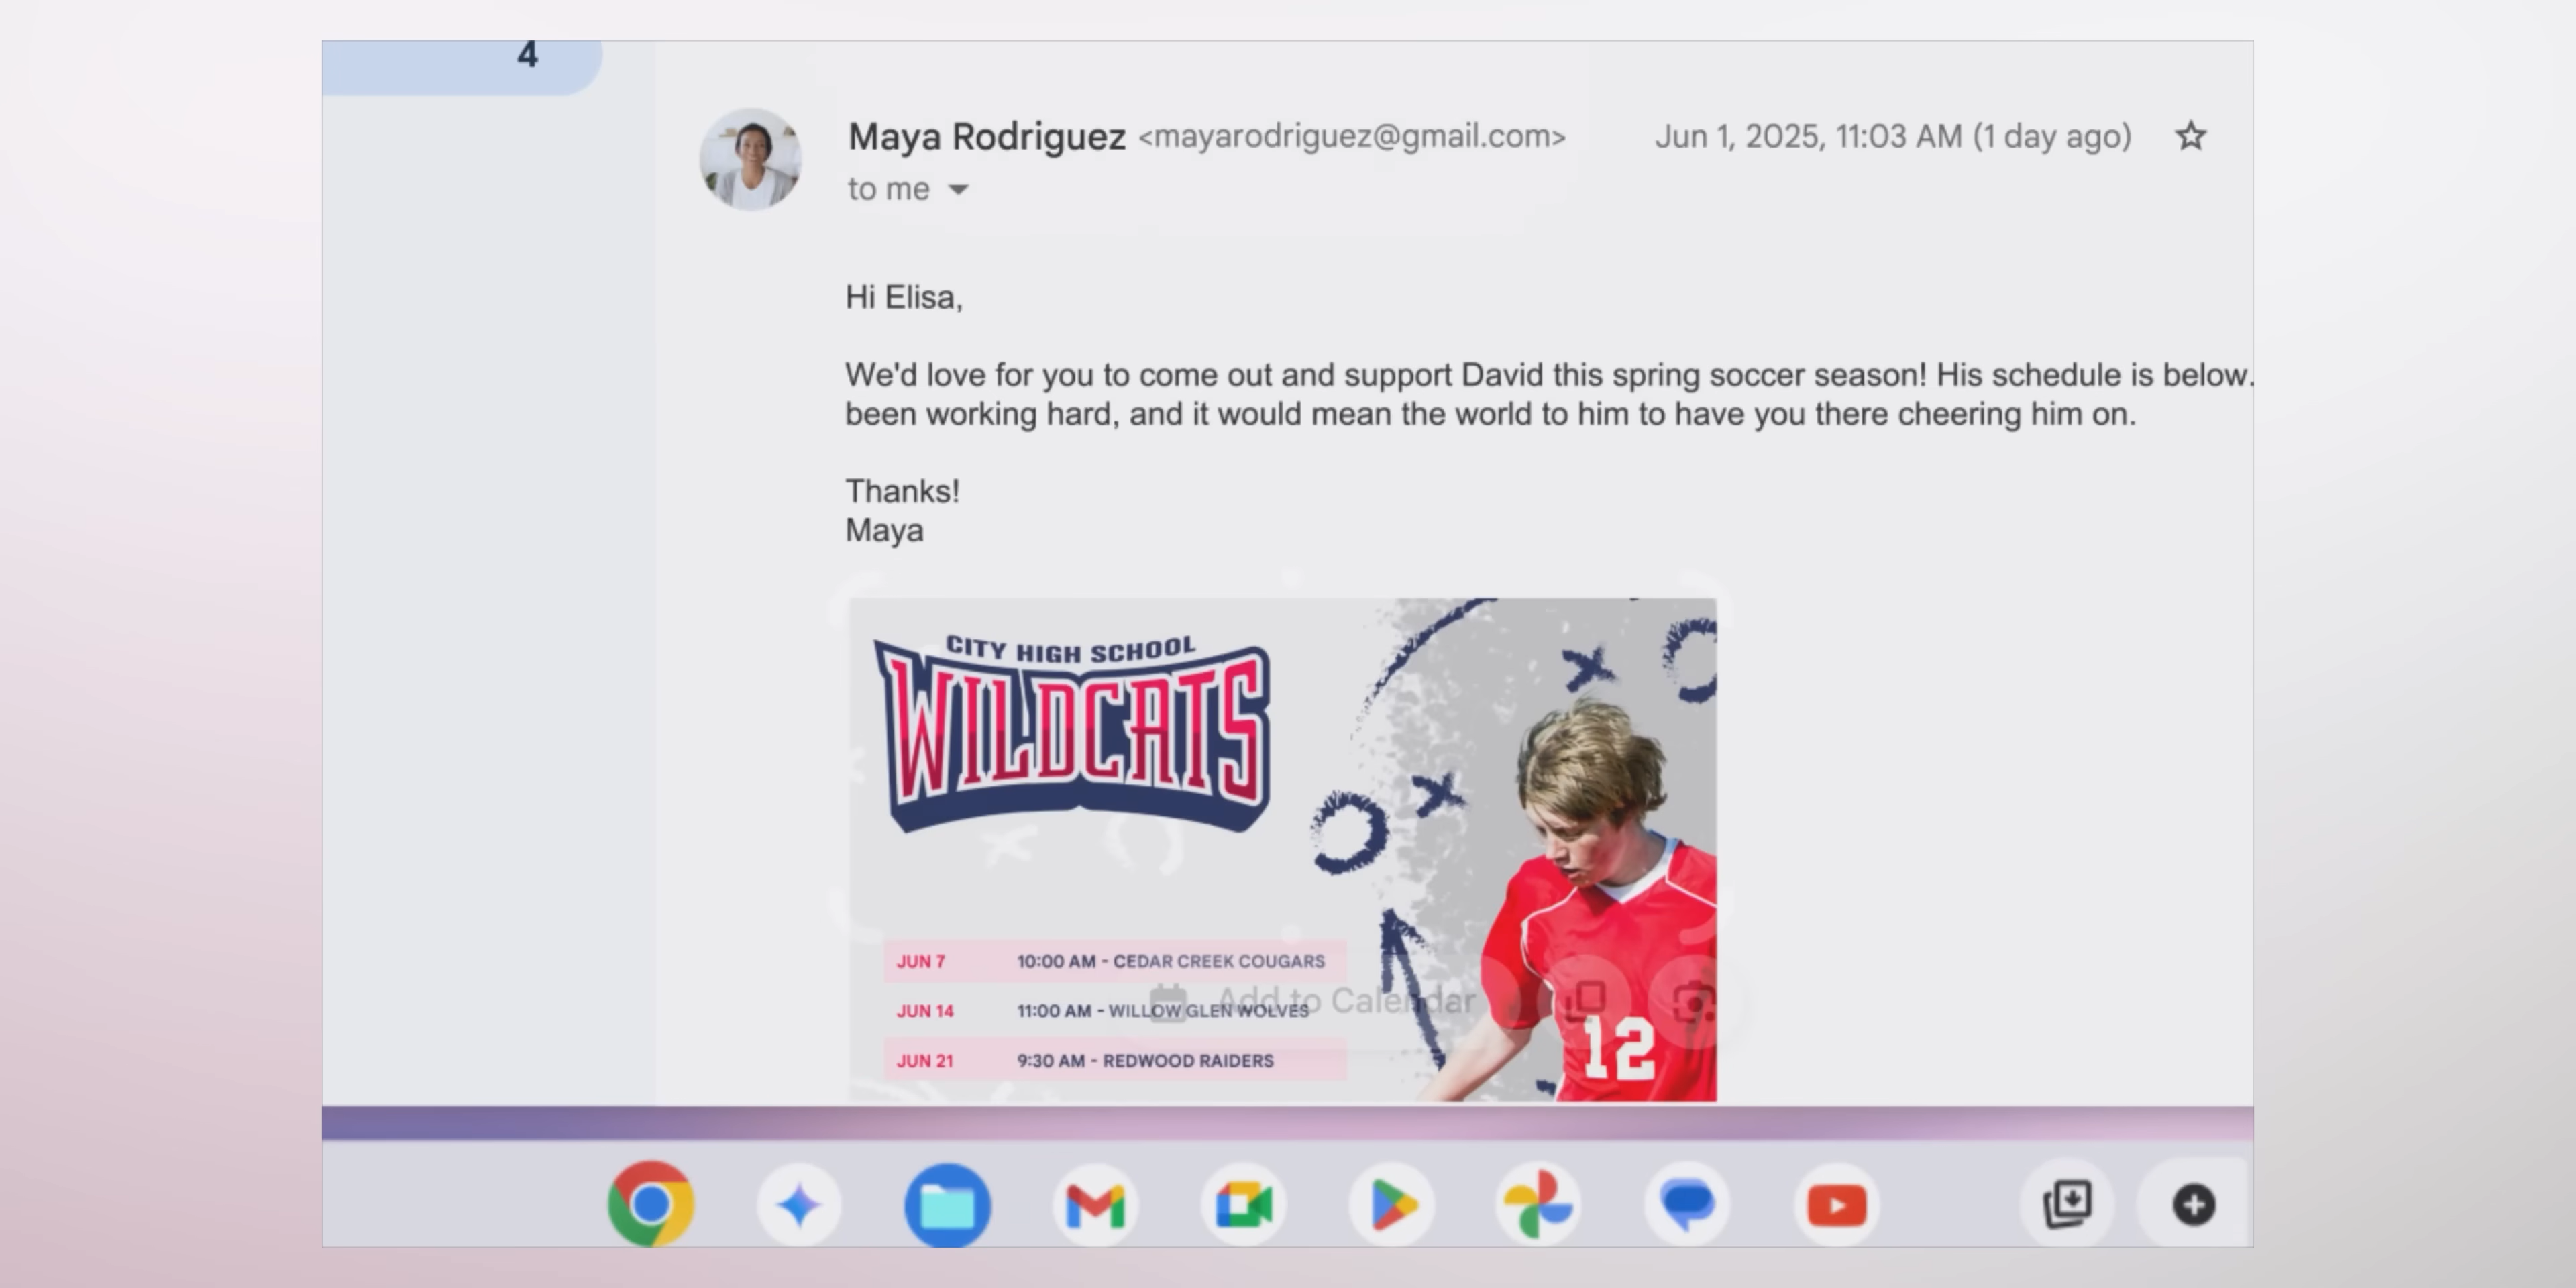 4
Maya Rodriguez <mayarodriguez@gmail.com> Jun 1, 2025, 11:03 AM (1 day ago)
to me
Hi Elisa,
We'd love for you to come out and support David this spring soccer season! His schedule is below.
been working hard, and it would mean the world to him to have you there cheering him on.
Thanks!
Maya
CITY HIGH SCHOOL
WILDCATS
JUN 7 10:00 AM - CEDAR CREEK COUGARS
Add to Calendar
JUN 14 11:00 AM - WILLOW GLEN WOLVES
JUN 21 9:30 AM - REDWOOD RAIDERS
12